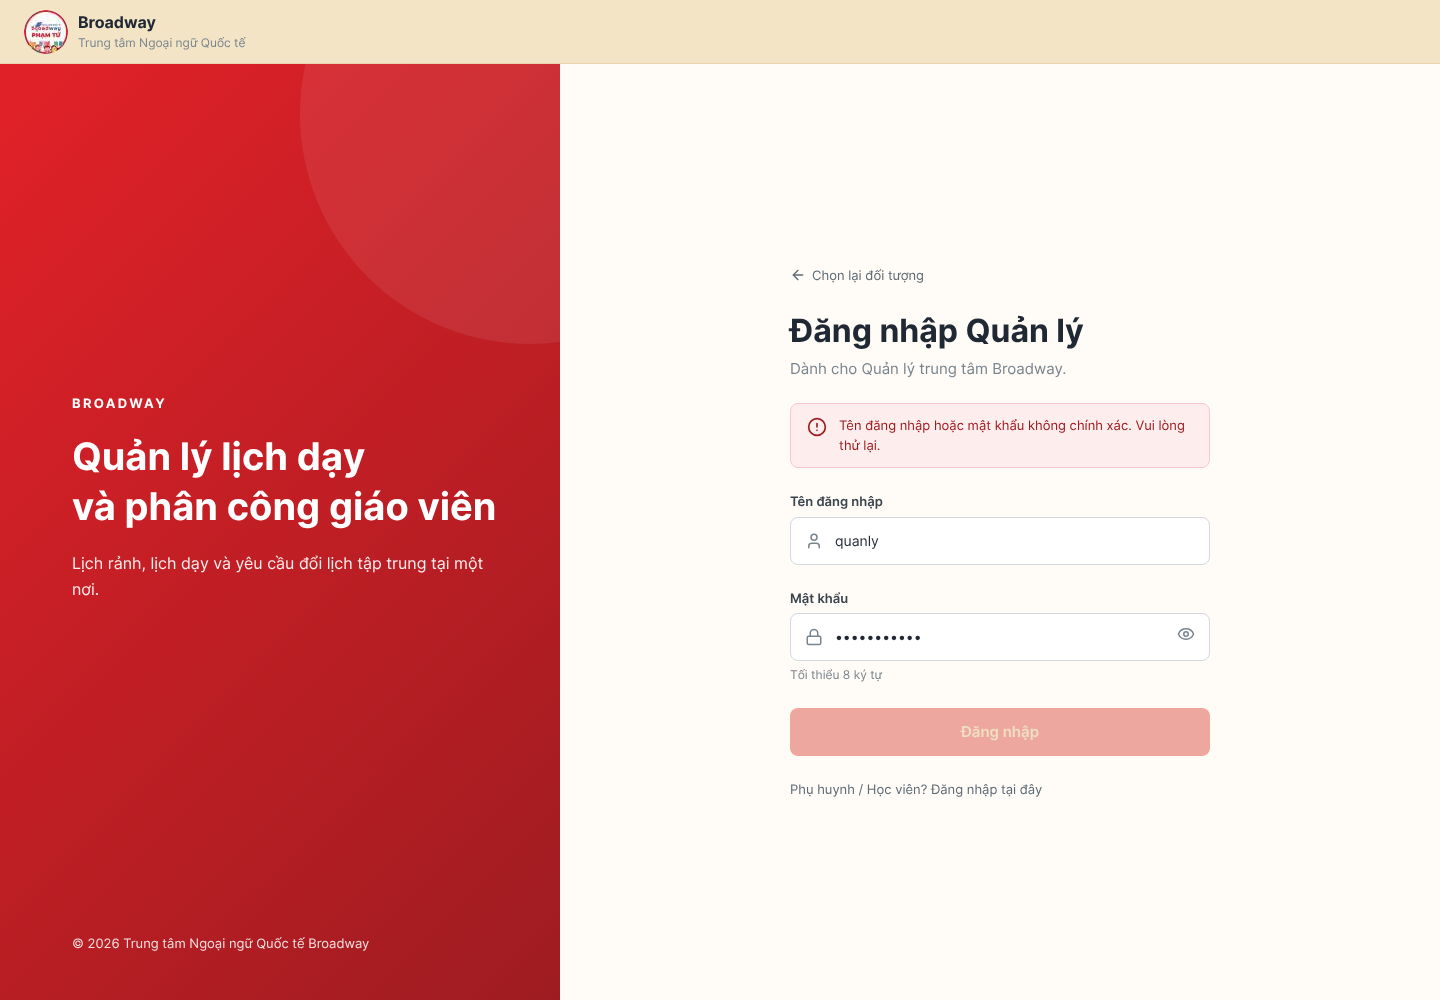 Broadway
PHẠM TỬ
Broadway
Trung tâm Ngoại ngữ Quốc tế
BROADWAY
Quản lý lịch dạy
và phân công giáo viên
Lịch rảnh, lịch dạy và yêu cầu đổi lịch tập trung tại một
nơi.
© 2026 Trung tâm Ngoại ngữ Quốc tế Broadway
Chọn lại đối tượng
Đăng nhập Quản lý
Dành cho Quản lý trung tâm Broadway.
Tên đăng nhập hoặc mật khẩu không chính xác. Vui lòng
thử lại.
Tên đăng nhập
quanly
Mật khẩu
•••••••••••
Tối thiểu 8 ký tự
Đăng nhập
Phụ huynh / Học viên? Đăng nhập tại đây